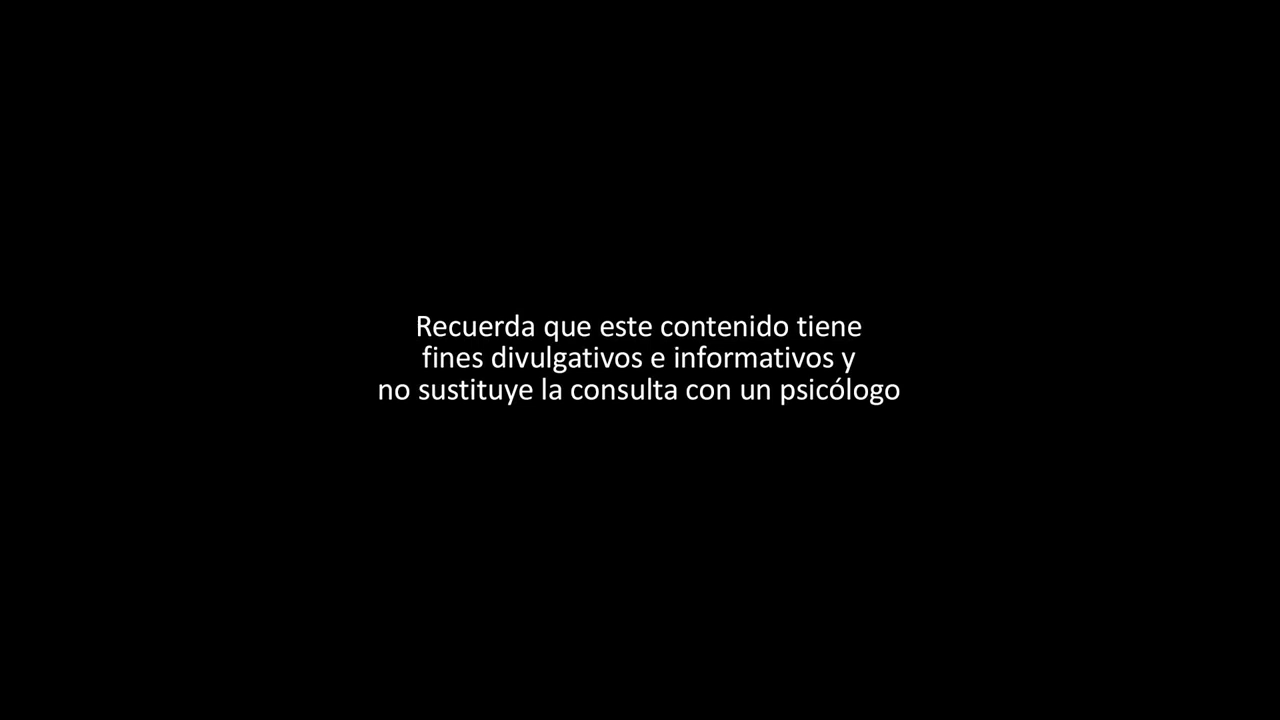 Recuerda que este contenido tiene
fines divulgativos e informativos y
no sustituye la consulta con un psicólogo